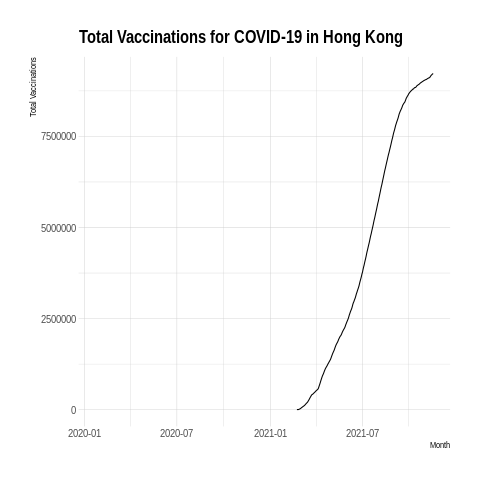 Total Vaccinations for COVID-19 in Hong Kong
Total Vaccinations
7500000
5000000
2500000
0
2020-01
2020-07
2021-01
2021-07
Month